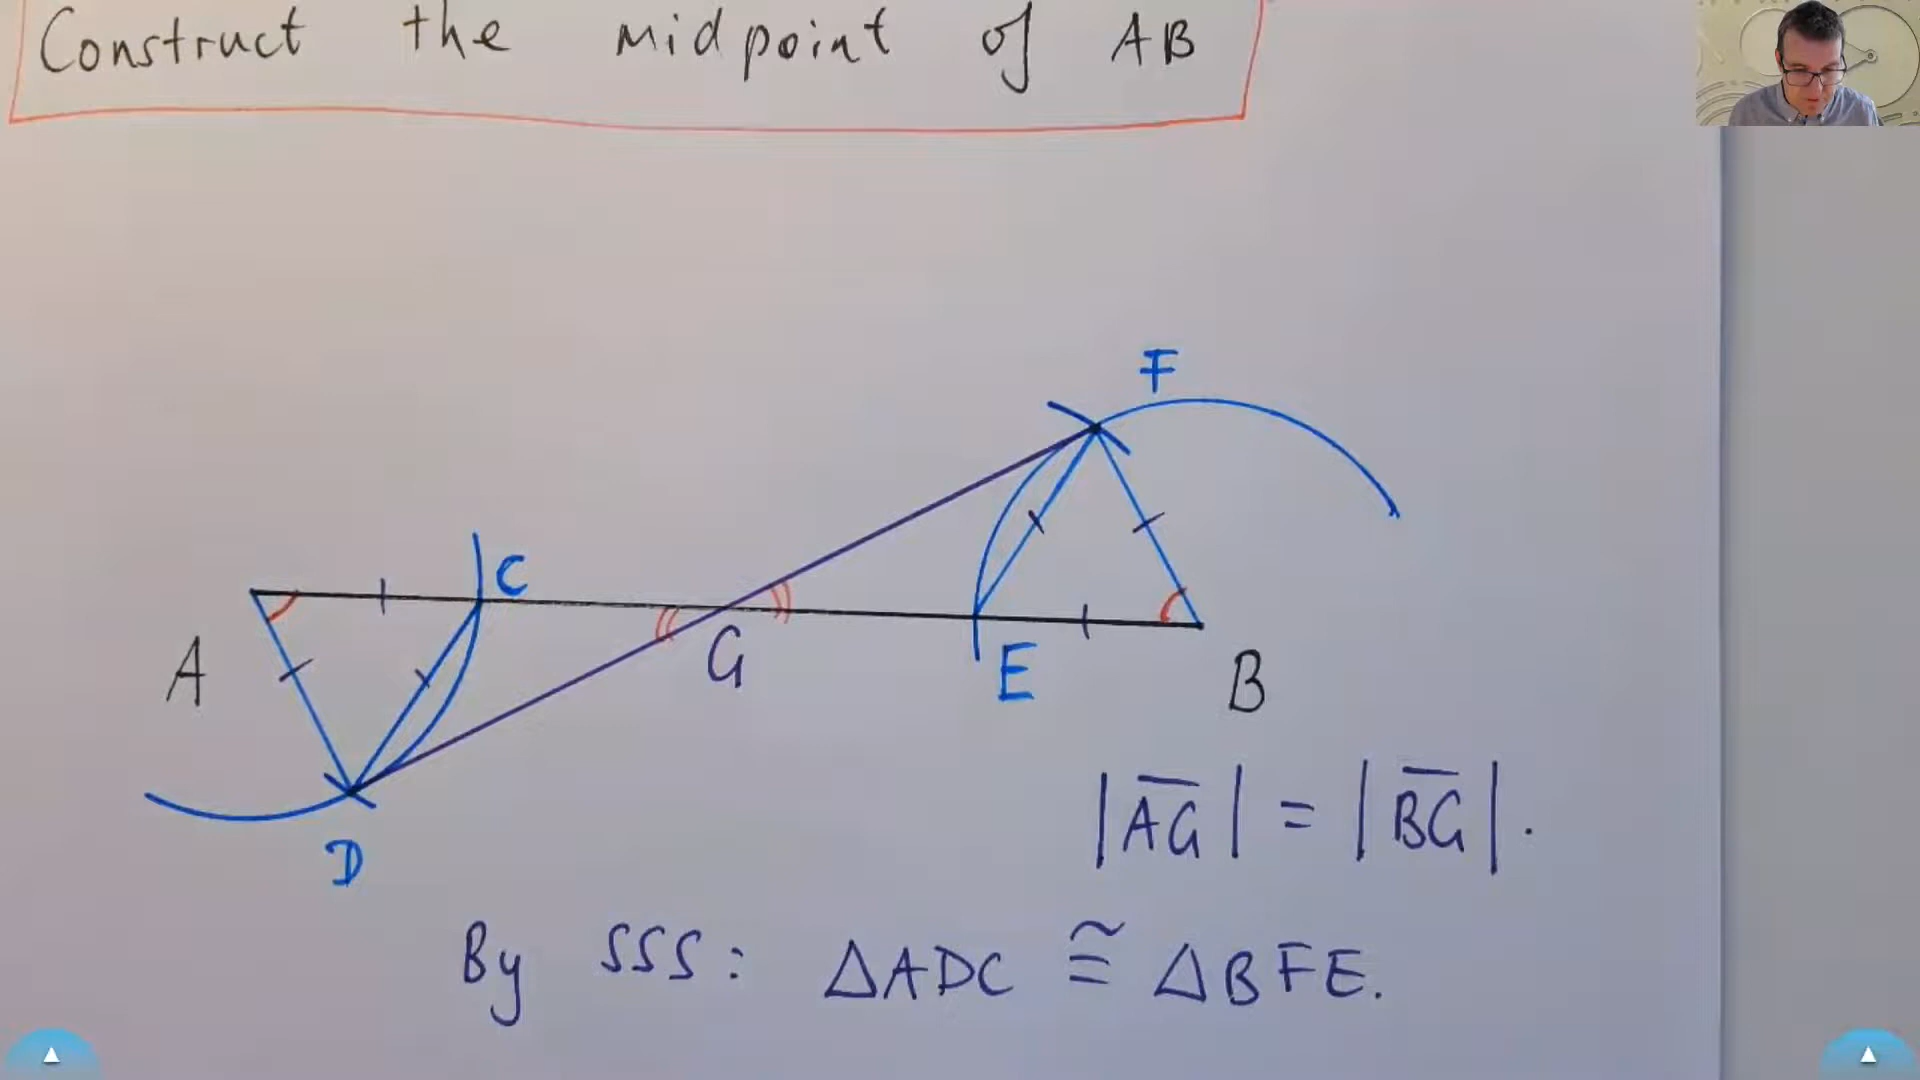 Construct the midpoint of AB
F
C
A
G
E
B
D
|AG| = |BG|.
By SSS: △ADC ≅ △BFE.